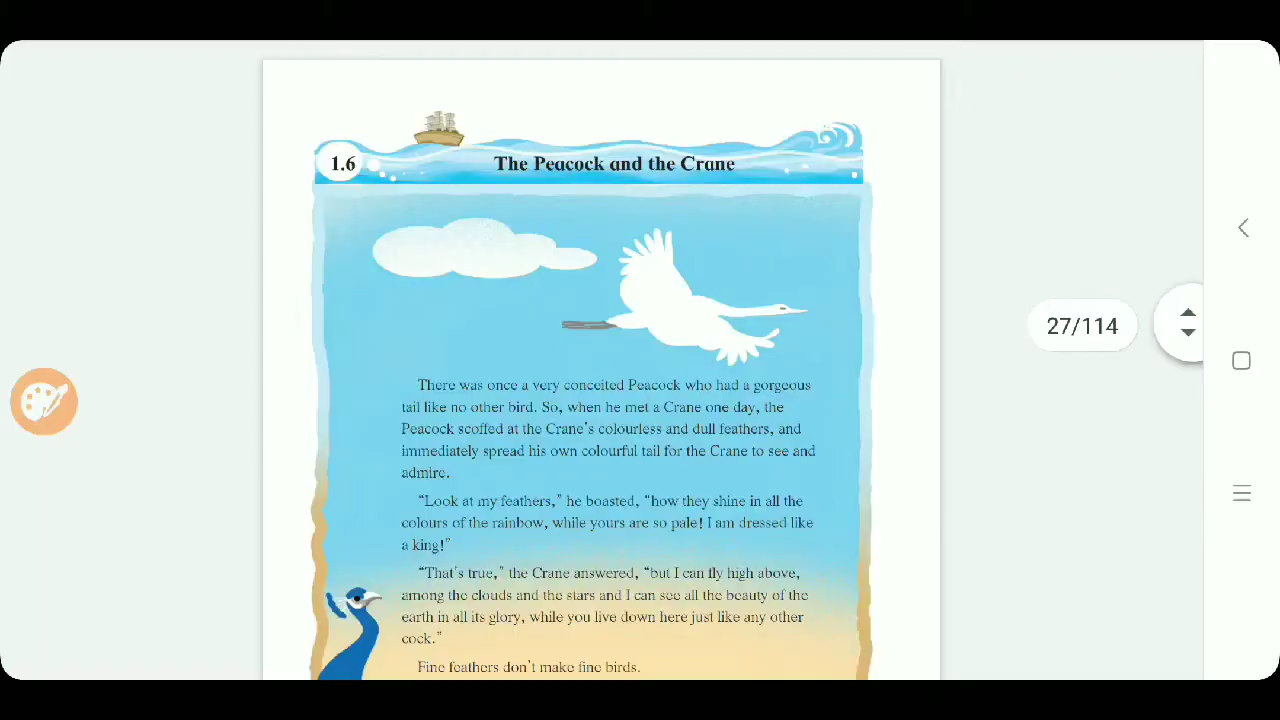 1.6
The Peacock and the Crane
There was once a very conceited Peacock who had a gorgeous
tail like no other bird. So, when he met a Crane one day, the
Peacock scoffed at the Crane's colourless and dull feathers, and
immediately spread his own colourful tail for the Crane to see and
admire.
“Look at my feathers,” he boasted, “how they shine in all the
colours of the rainbow, while yours are so pale! I am dressed like
a king!”
“That's true,” the Crane answered, “but I can fly high above,
among the clouds and the stars and I can see all the beauty of the
earth in all its glory, while you live down here just like any other
cock.”
Fine feathers don't make fine birds.
27/114